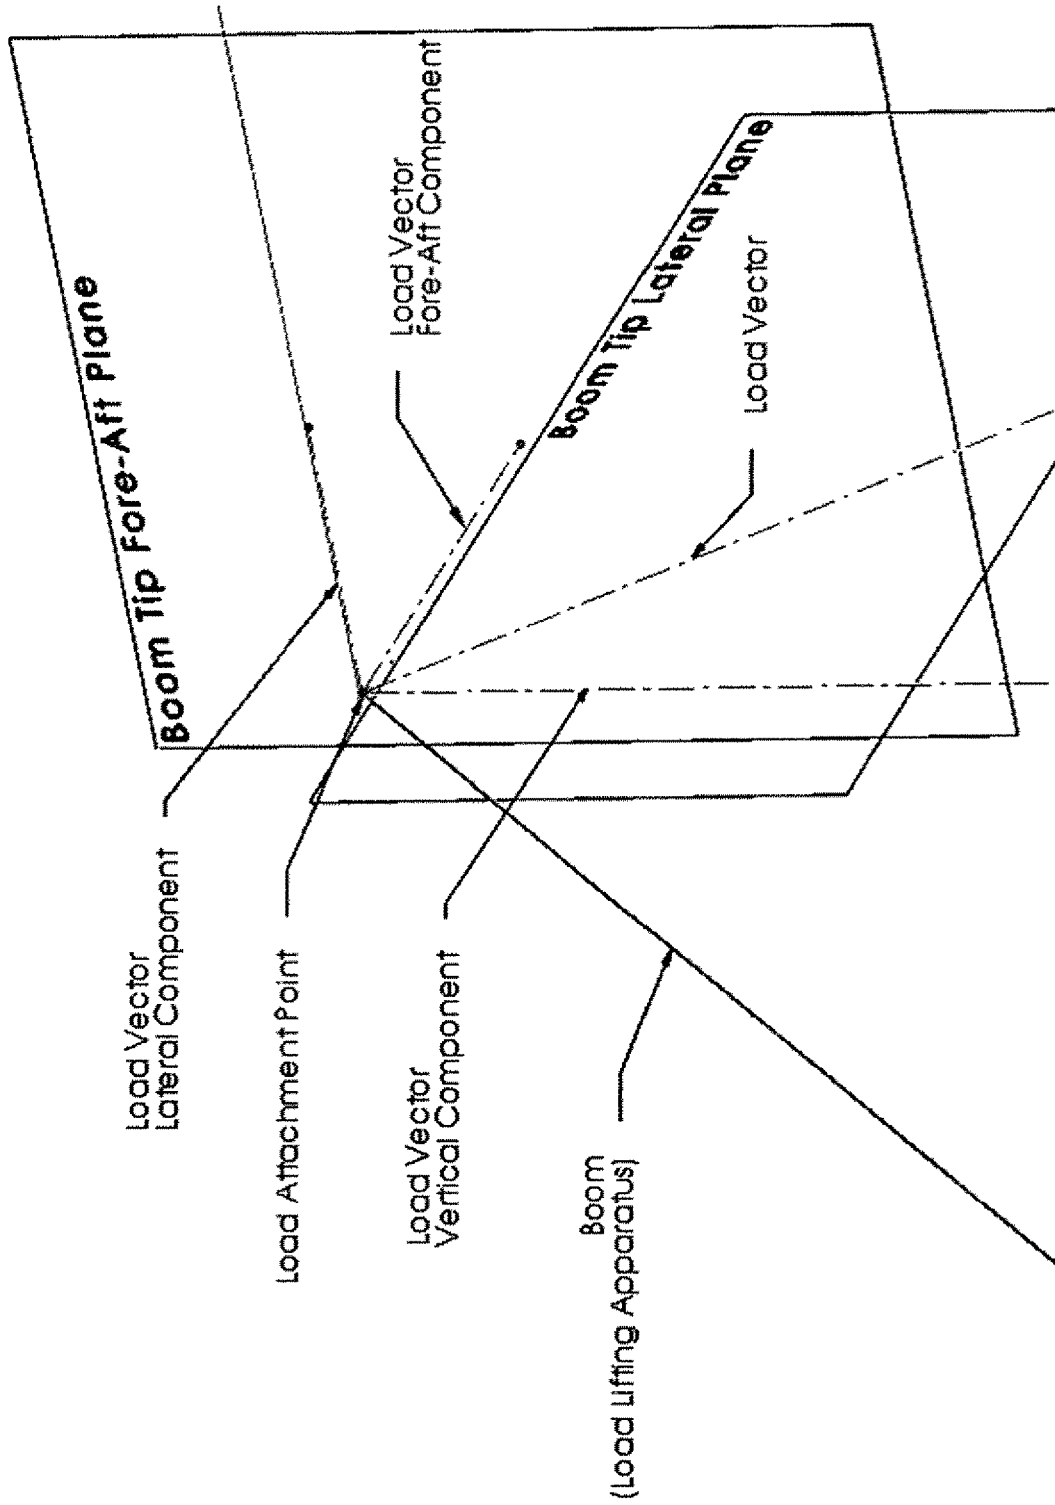 Boom Tip Fore-Aft Plane
Load Vector
Lateral Component
Load Attachment Point
Load Vector
Fore-Aft Component
Load Vector
Vertical Component
Boom Tip Lateral Plane
Boom
(Load Lifting Apparatus)
Load Vector